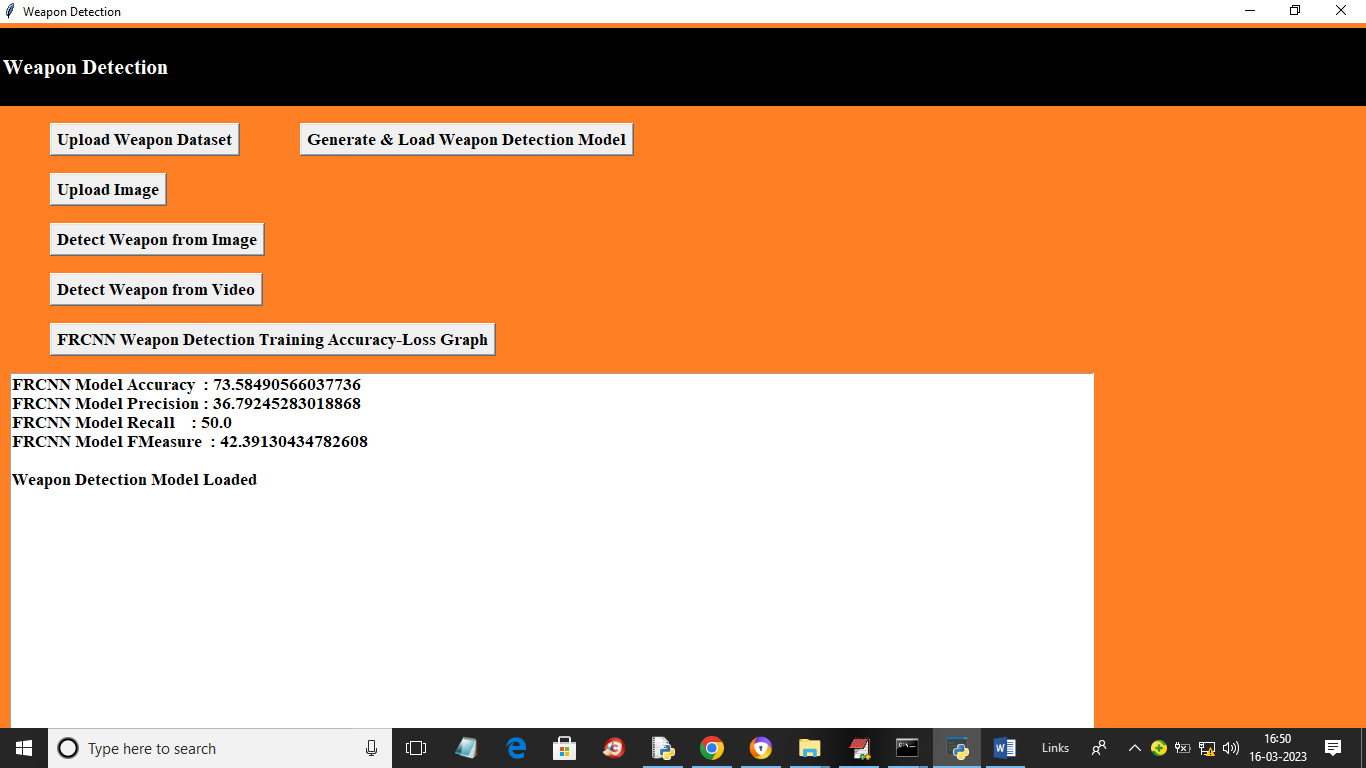 Weapon Detection
Weapon Detection
Upload Weapon Dataset
Generate & Load Weapon Detection Model
Upload Image
Detect Weapon from Image
Detect Weapon from Video
FRCNN Weapon Detection Training Accuracy-Loss Graph
FRCNN Model Accuracy  : 73.58490566037736
FRCNN Model Precision : 36.79245283018868
FRCNN Model Recall    : 50.0
FRCNN Model FMeasure  : 42.39130434782608
Weapon Detection Model Loaded
Type here to search
Links
16:50
16-03-2023